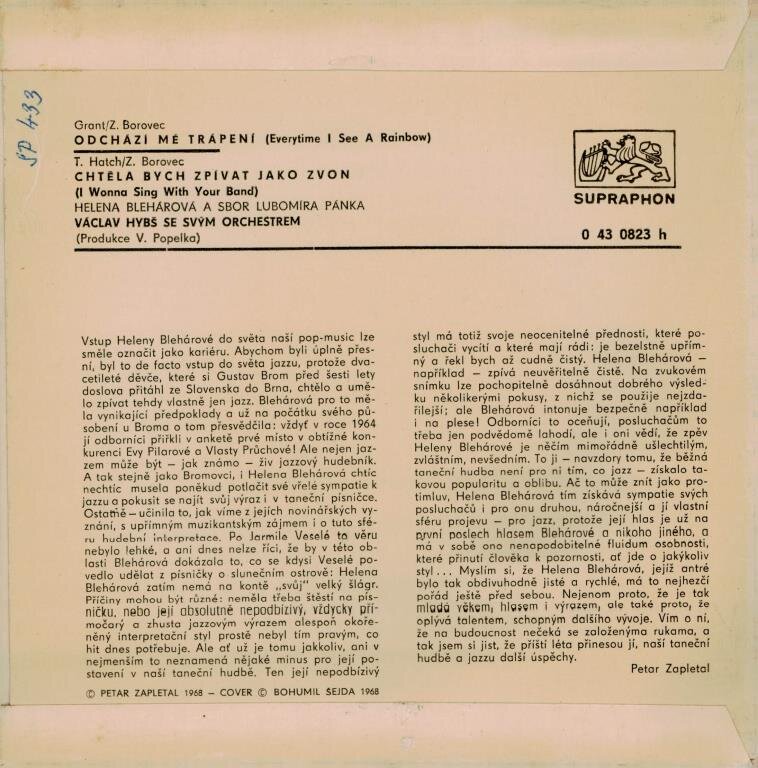 SP 433
Grant/Z. Borovec
ODCHÁZÍ MÉ TRÁPENÍ (Everytime I See A Rainbow)
T. Hatch/Z. Borovec
CHTĚLA BYCH ZPÍVAT JAKO ZVON
(I Wonna Sing With Your Band)
HELENA BLEHÁROVÁ A SBOR LUBOMÍRA PÁNKA
VÁCLAV HYBŠ SE SVÝM ORCHESTREM
(Produkce V. Popelka)
SUPRAPHON
0 43 0823 h
Vstup Heleny Blehárové do světa naší pop-music lze
směle označit jako kariéru. Abychom byli úplně přes-
ní, byl to de facto vstup do světa jazzu, protože dva-
cetileté děvče, které si Gustav Brom před šesti lety
doslova přitáhl ze Slovenska do Brna, chtělo a umě-
lo zpívat tehdy vlastně jen jazz. Blehárová pro to mě-
la vynikající předpoklady a už na počátku svého pů-
sobení u Broma o tom přesvědčila: vždyť v roce 1964
jí odborníci přiřkli v anketě prvé místo v obtížné kon-
kurenci Evy Pilarové a Vlasty Průchové! Ale nejen jaz-
zem může být – jak známo – živ jazzový hudebník.
A tak stejně jako Bromovci, i Helena Blehárová chtíc
nechtíc musela poněkud potlačit své vřelé sympatie k
jazzu a pokusit se najít svůj výraz i v taneční písničce.
Ostatně – učinila to, jak víme z jejích novinářských vy-
znání, s upřímným muzikantským zájmem i o tuto sfé-
ru hudební interpretace. Po Jarmile Veselé to věru
nebylo lehké, a ani dnes nelze říci, že by v této ob-
lasti Blehárová dokázala to, co se kdysi Veselé po-
vedlo udělat z písničky o slunečním ostrově: Helena
Blehárová zatím nemá na kontě „svůj" velký šlágr.
Příčiny mohou být různé: neměla třeba štěstí na pís-
ničku, nebo její absolutně nepodbízivý, vždycky pří-
močarý a zhusta jazzovým výrazem alespoň okoře-
něný interpretační styl prostě nebyl tím pravým, co
hit dnes potřebuje. Ale ať už je tomu jakkoliv, ani v
nejmenším to neznamená nějaké minus pro její po-
stavení v naší taneční hudbě. Ten její nepodbízivý
styl má totiž svoje neocenitelné přednosti, které po-
sluchači vycítí a které mají rádi: je bezelstně upřím-
ný a řekl bych až cudně čistý. Helena Blehárová –
například – zpívá neuvěřitelně čistě. Na zvukovém
snímku lze pochopitelně dosáhnout dobrého výsled-
ku několikerými pokusy, z nichž se použije nejzda-
řilejší; ale Blehárová intonuje bezpečně například
i na plese! Odborníci to oceňují, posluchačům to
třeba jen podvědomě lahodí, ale i oni vědí, že zpěv
Heleny Blehárové je něčím mimořádně ušlechtilým,
zvláštním, nevšedním. To ji – navzdory tomu, že běžná
taneční hudba není pro ni tím, co jazz – získalo ta-
kovou popularitu a oblibu. Ač to může znít jako pro-
timluv, Helena Blehárová tím získává sympatie svých
posluchačů i pro onu druhou, náročnější a jí vlastní
sféru projevu – pro jazz, protože její hlas je už na
první poslech hlasem Blehárové a nikoho jiného, a
má v sobě ono nenapodobitelné fluidum osobnosti,
které přinutí člověka k pozornosti, ať jde o jakýkoliv
styl... Myslím si, že Helena Blehárová, jejíž antré
bylo tak obdivuhodně jisté a rychlé, má to nejhezčí
pořád ještě před sebou. Nejenom proto, že je tak
mladá věkem, hlasem i výrazem, ale také proto, že
oplývá talentem, schopným dalšího vývoje. Vím o ní,
že na budoucnost nečeká se založenýma rukama, a
tak jsem si jist, že příští léta přinesou jí, naší taneční
hudbě a jazzu další úspěchy.
Petar Zapletal
© PETAR ZAPLETAL 1968 – COVER © BOHUMIL ŠEJDA 1968